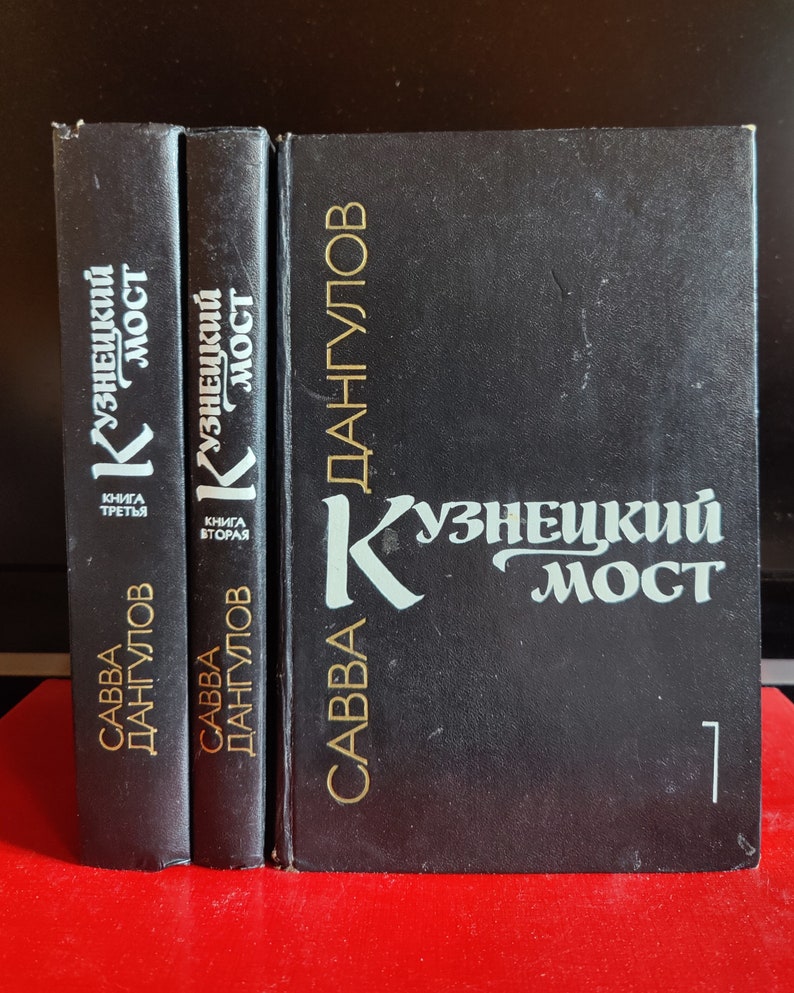 КУЗНЕЦКИЙ
МОСТ
КНИГА
ТРЕТЬЯ
САВВА
ДАНГУЛОВ
КУЗНЕЦКИЙ
МОСТ
КНИГА
ВТОРАЯ
САВВА
ДАНГУЛОВ
САВВА ДАНГУЛОВ
КУЗНЕЦКИЙ
МОСТ
1